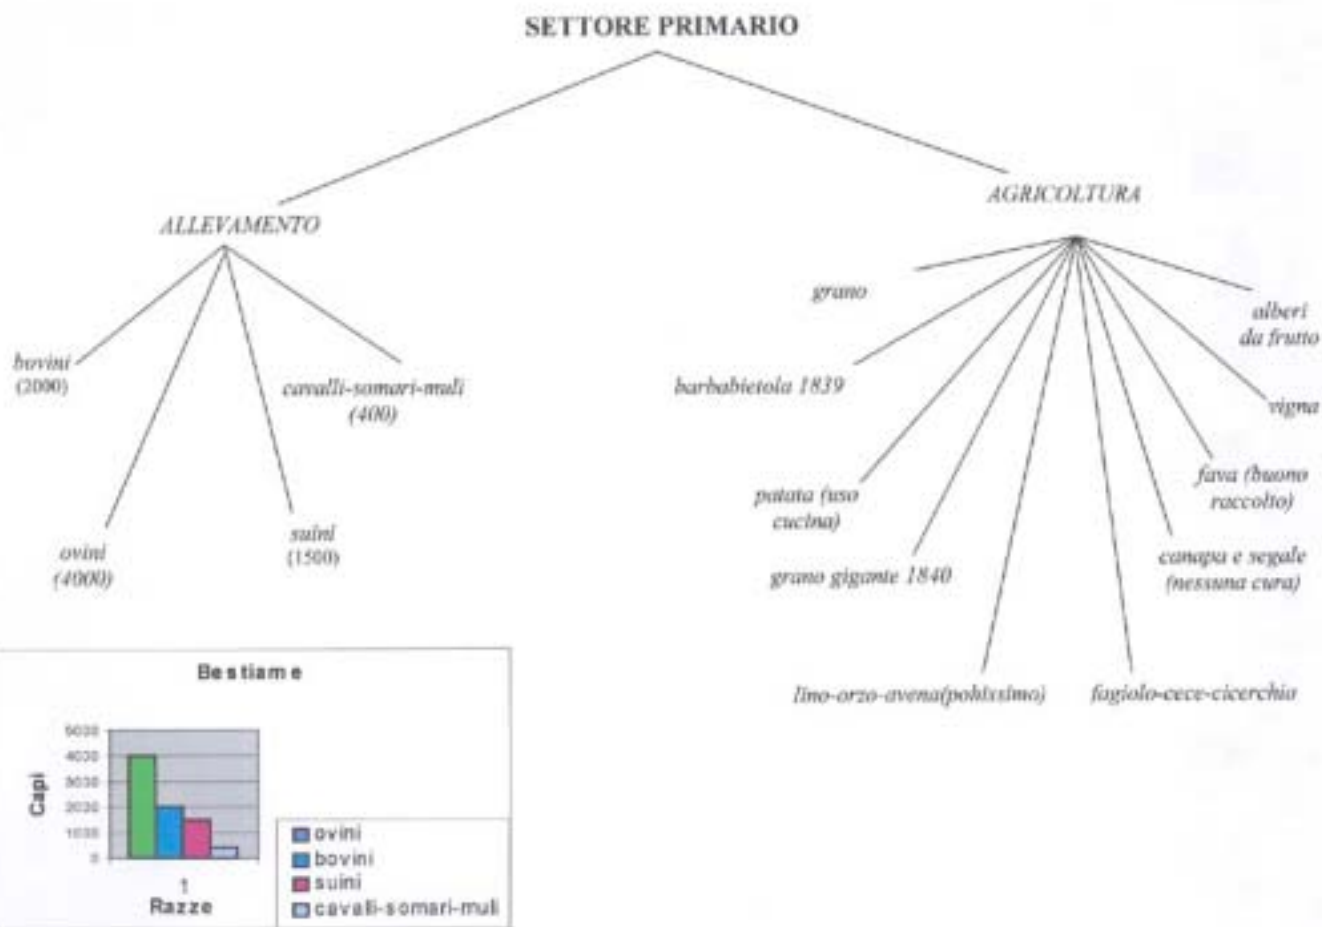 SETTORE PRIMARIO
ALLEVAMENTO
bovini
(2000)
ovini
(4000)
suini
(1500)
cavalli-somari-muli
(400)
AGRICOLTURA
grano
barbabietola 1839
patata (uso
cucina)
grano gigante 1840
lino-orzo-avena
fagiolo-cece-cicerchia
canapa e segale
(nessuna cura)
fava (buono
raccolto)
vigna
alberi
da frutto
Bestiame
Capi
5000
4000
3000
2000
1000
0
1
Razze
ovini
bovini
suini
cavalli-somari-muli